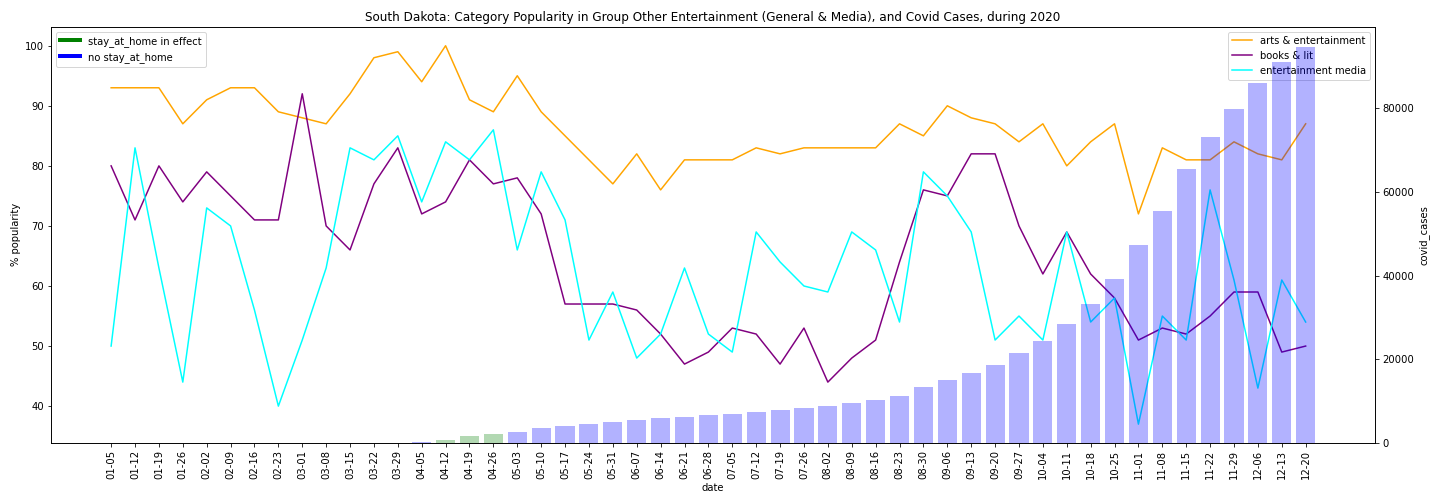 South Dakota: Category Popularity in Group Other Entertainment (General & Media), and Covid Cases, during 2020
stay_at_home in effect
no stay_at_home
arts & entertainment
books & lit
entertainment media
% popularity
100
90
80
70
60
50
40
covid_cases
80000
60000
40000
20000
0
01-05 01-12 01-19 01-26 02-02 02-09 02-16 02-23 03-01 03-08 03-15 03-22 03-29 04-05 04-12 04-19 04-26 05-03 05-10 05-17 05-24 05-31 06-07 06-14 06-21 06-28 07-05 07-12 07-19 07-26 08-02 08-09 08-16 08-23 08-30 09-06 09-13 09-20 09-27 10-04 10-11 10-18 10-25 11-01 11-08 11-15 11-22 11-29 12-06 12-13 12-20
date